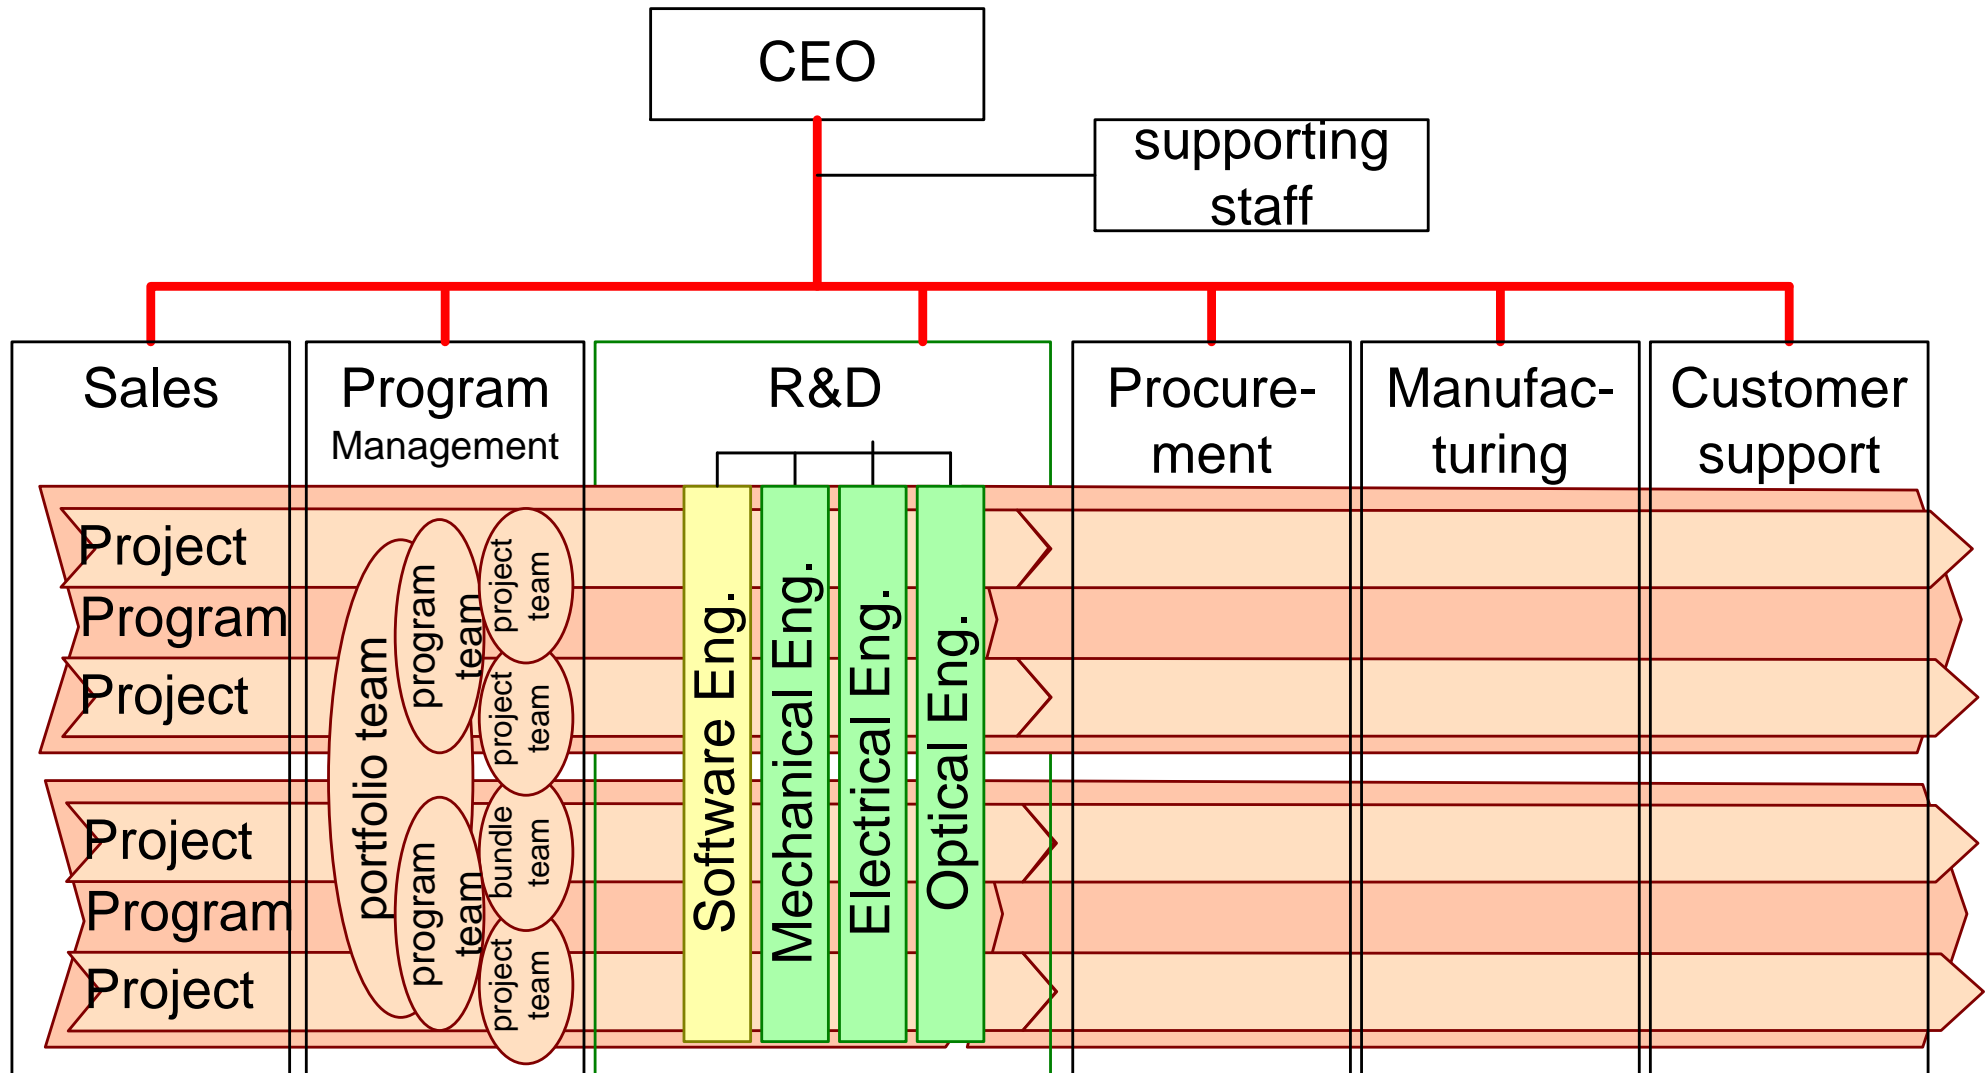 CEO
supporting
staff
Sales
Program
Management
R&D
Procure-
ment
Manufac-
turing
Customer
support
Project
Program
Project
Project
Program
Project
portfolio team
program
team
program
team
project
team
project
team
bundle
team
project
team
Software Eng.
Mechanical Eng.
Electrical Eng.
Optical Eng.